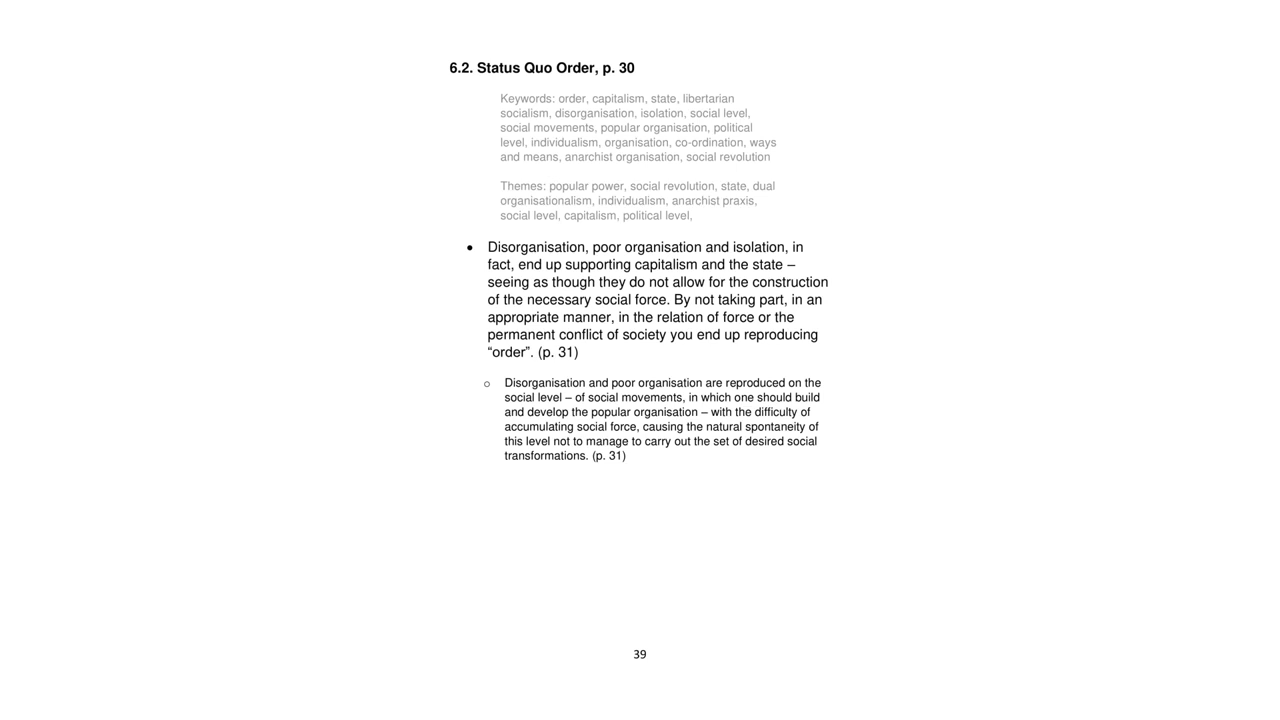 6.2. Status Quo Order, p. 30
Keywords: order, capitalism, state, libertarian
socialism, disorganisation, isolation, social level,
social movements, popular organisation, political
level, individualism, organisation, co-ordination, ways
and means, anarchist organisation, social revolution
Themes: popular power, social revolution, state, dual
organisationalism, individualism, anarchist praxis,
social level, capitalism, political level,
• Disorganisation, poor organisation and isolation, in
fact, end up supporting capitalism and the state –
seeing as though they do not allow for the construction
of the necessary social force. By not taking part, in an
appropriate manner, in the relation of force or the
permanent conflict of society you end up reproducing
“order”. (p. 31)
o Disorganisation and poor organisation are reproduced on the
social level – of social movements, in which one should build
and develop the popular organisation – with the difficulty of
accumulating social force, causing the natural spontaneity of
this level not to manage to carry out the set of desired social
transformations. (p. 31)
39